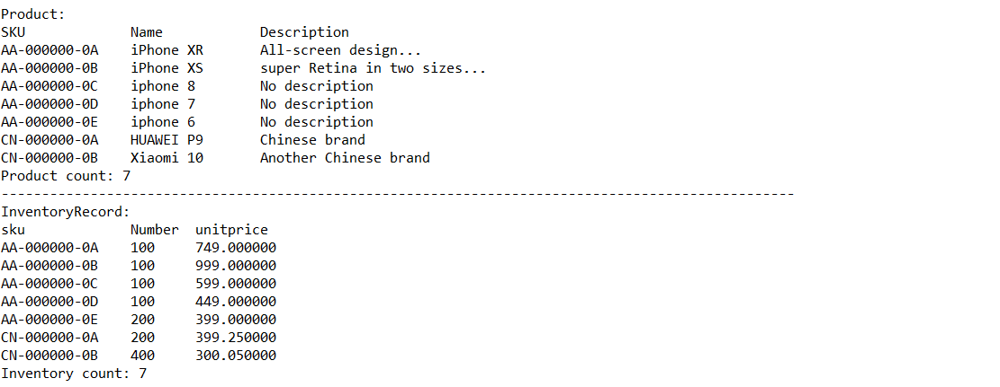 Product:
SKU Name Description
AA-000000-0A iPhone XR All-screen design...
AA-000000-0B iPhone XS super Retina in two sizes...
AA-000000-0C iphone 8 No description
AA-000000-0D iphone 7 No description
AA-000000-0E iphone 6 No description
CN-000000-0A HUAWEI P9 Chinese brand
CN-000000-0B Xiaomi 10 Another Chinese brand
Product count: 7
--------------------------------------------------------------------------------------------------
InventoryRecord:
sku Number unitprice
AA-000000-0A 100 749.000000
AA-000000-0B 100 999.000000
AA-000000-0C 100 599.000000
AA-000000-0D 100 449.000000
AA-000000-0E 200 399.000000
CN-000000-0A 200 399.250000
CN-000000-0B 400 300.050000
Inventory count: 7